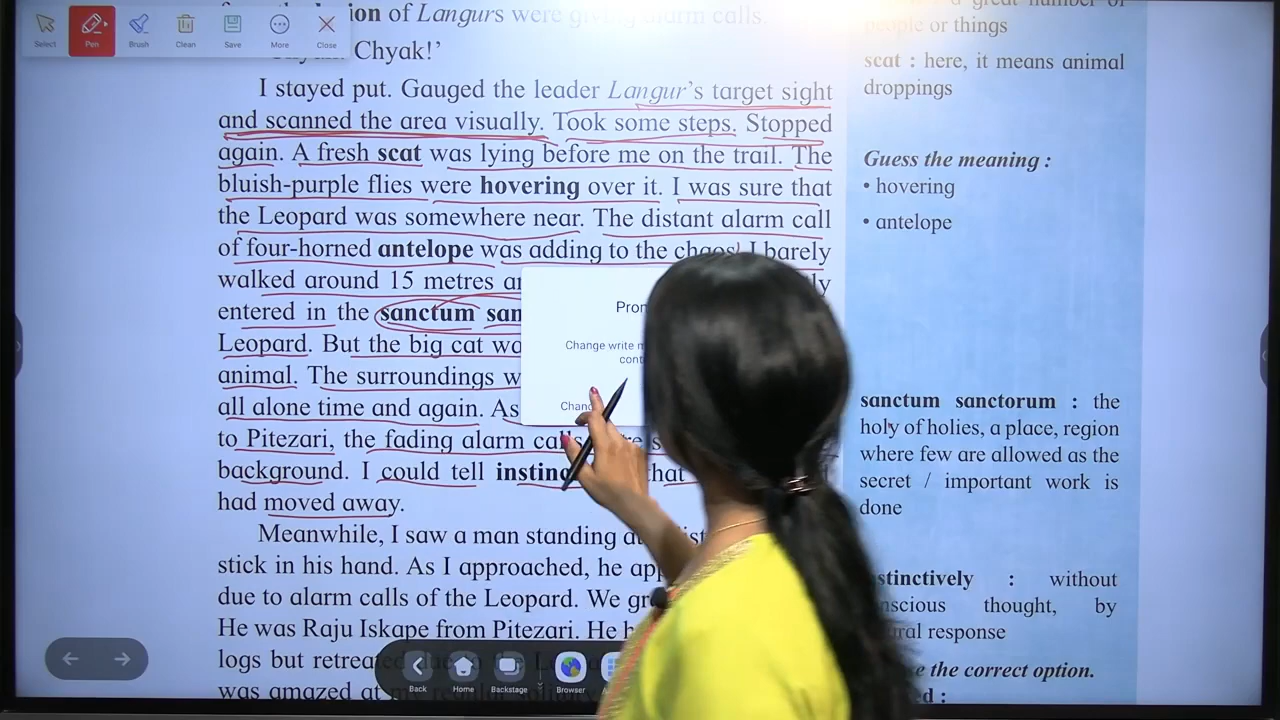 Select Pen Brush Clean Save More Close
ion of Langurs were giving alarm calls.
Chyak!’
I stayed put. Gauged the leader Langur’s target sight
and scanned the area visually. Took some steps. Stopped
again. A fresh scat was lying before me on the trail. The
bluish-purple flies were hovering over it. I was sure that
the Leopard was somewhere near. The distant alarm call
of four-horned antelope was adding to the chaos! I barely
walked around 15 metres
entered in the sanctum
Leopard. But the big cat
animal. The surroundings
all alone time and again. As
to Pitezari, the fading alarm calls
background. I could tell that
had moved away.
Meanwhile, I saw a man standing
stick in his hand. As I approached, he
due to alarm calls of the Leopard. We
He was Raju Iskape from Pitezari. He
logs but
was amazed at
Change write
Back Home Backstage Browser
a great number of
people or things
scat : here, it means animal
droppings
Guess the meaning :
• hovering
• antelope
sanctum sanctorum : the
holy of holies, a place, region
where few are allowed as the
secret / important work is
done
: without
thought, by
response
the correct option.